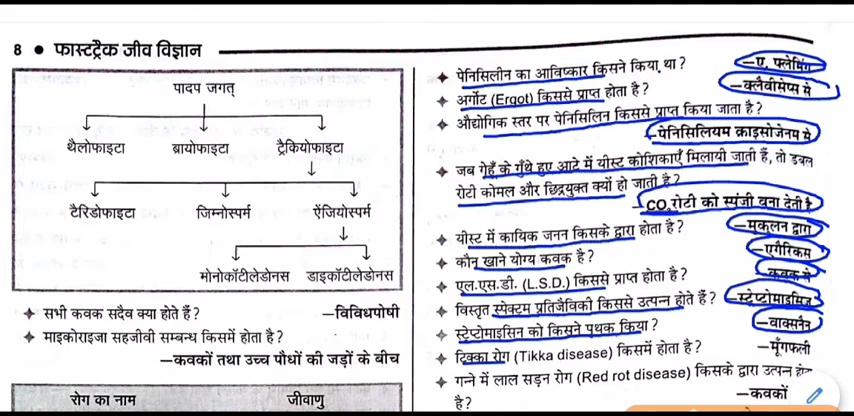 8 ● फास्टट्रैक जीव विज्ञान
पादप जगत्
थैलोफाइटा ब्रायोफाइटा ट्रैकियोफाइटा
टैरिडोफाइटा जिम्नोस्पर्म ऐंजियोस्पर्म
मोनोकॉटीलेडोनस डाइकॉटीलेडोनस
सभी कवक सदैव क्या होते हैं? —विविधपोषी
माइकोराइजा सहजीवी सम्बन्ध किसमें होता है?
—कवकों तथा उच्च पौधों की जड़ों के बीच
रोग का नाम जीवाणु
पेनिसिलीन का आविष्कार किसने किया था? —ए. फ्लेमिंग
अर्गोट (Ergot) किससे प्राप्त होता है? —क्लैवीसेप्स से
औद्योगिक स्तर पर पेनिसिलिन किससे प्राप्त किया जाता है?
—पेनिसिलियम क्राइसोजेनम से
जब गेहूँ के गुँथे हुए आटे में यीस्ट कोशिकाएँ मिलायी जाती हैं, तो डबल
रोटी कोमल और छिद्रयुक्त क्यों हो जाती है?
CO रोटी को स्पंजी बना देती है
यीस्ट में कायिक जनन किसके द्वारा होता है? —मुकुलन द्वारा
कौन खाने योग्य कवक है? —एगैरिकस
एल.एस.डी. (L.S.D.) किससे प्राप्त होता है? कवक से
विस्तृत स्पेक्ट्रम प्रतिजैविकी किससे उत्पन्न होते हैं? —स्ट्रेप्टोमाइसिज
स्ट्रेप्टोमाइसिन को किसने पृथक किया? —वाक्समैन
टिक्का रोग (Tikka disease) किसमें होता है? —मूँगफली
गन्ने में लाल सड़न रोग (Red rot disease) किसके द्वारा उत्पन्न
है? —कवकों